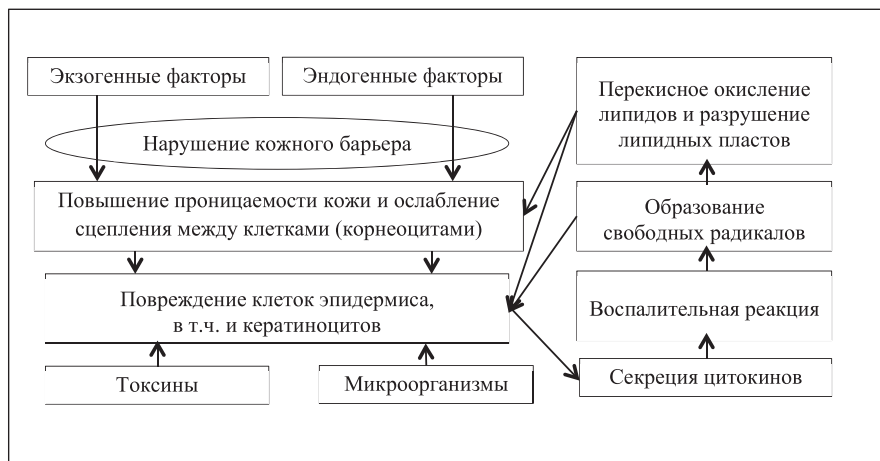 Экзогенные факторы
Эндогенные факторы
Нарушение кожного барьера
Повышение проницаемости кожи и ослабление
сцепления между клетками (корнеоцитами)
Повреждение клеток эпидермиса,
в т.ч. и кератиноцитов
Токсины
Микроорганизмы
Перекисное окисление
липидов и разрушение
липидных пластов
Образование
свободных радикалов
Воспалительная реакция
Секреция цитокинов